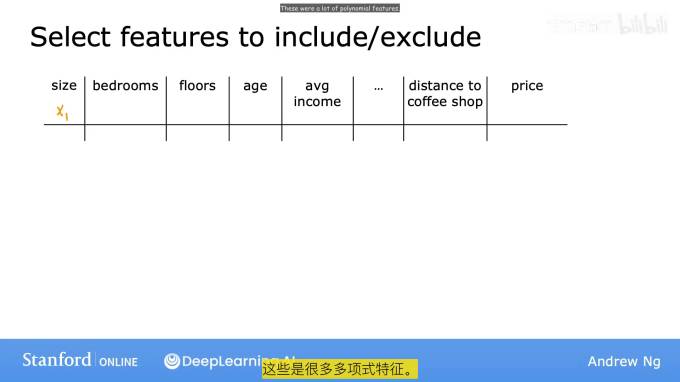 These were a lot of polynomial features.
bilibili
Select features to include/exclude
size bedrooms floors age avg income ... distance to coffee shop price
x₁
Stanford ONLINE DeepLearning.AI Andrew Ng
这些是很多多项式特征。